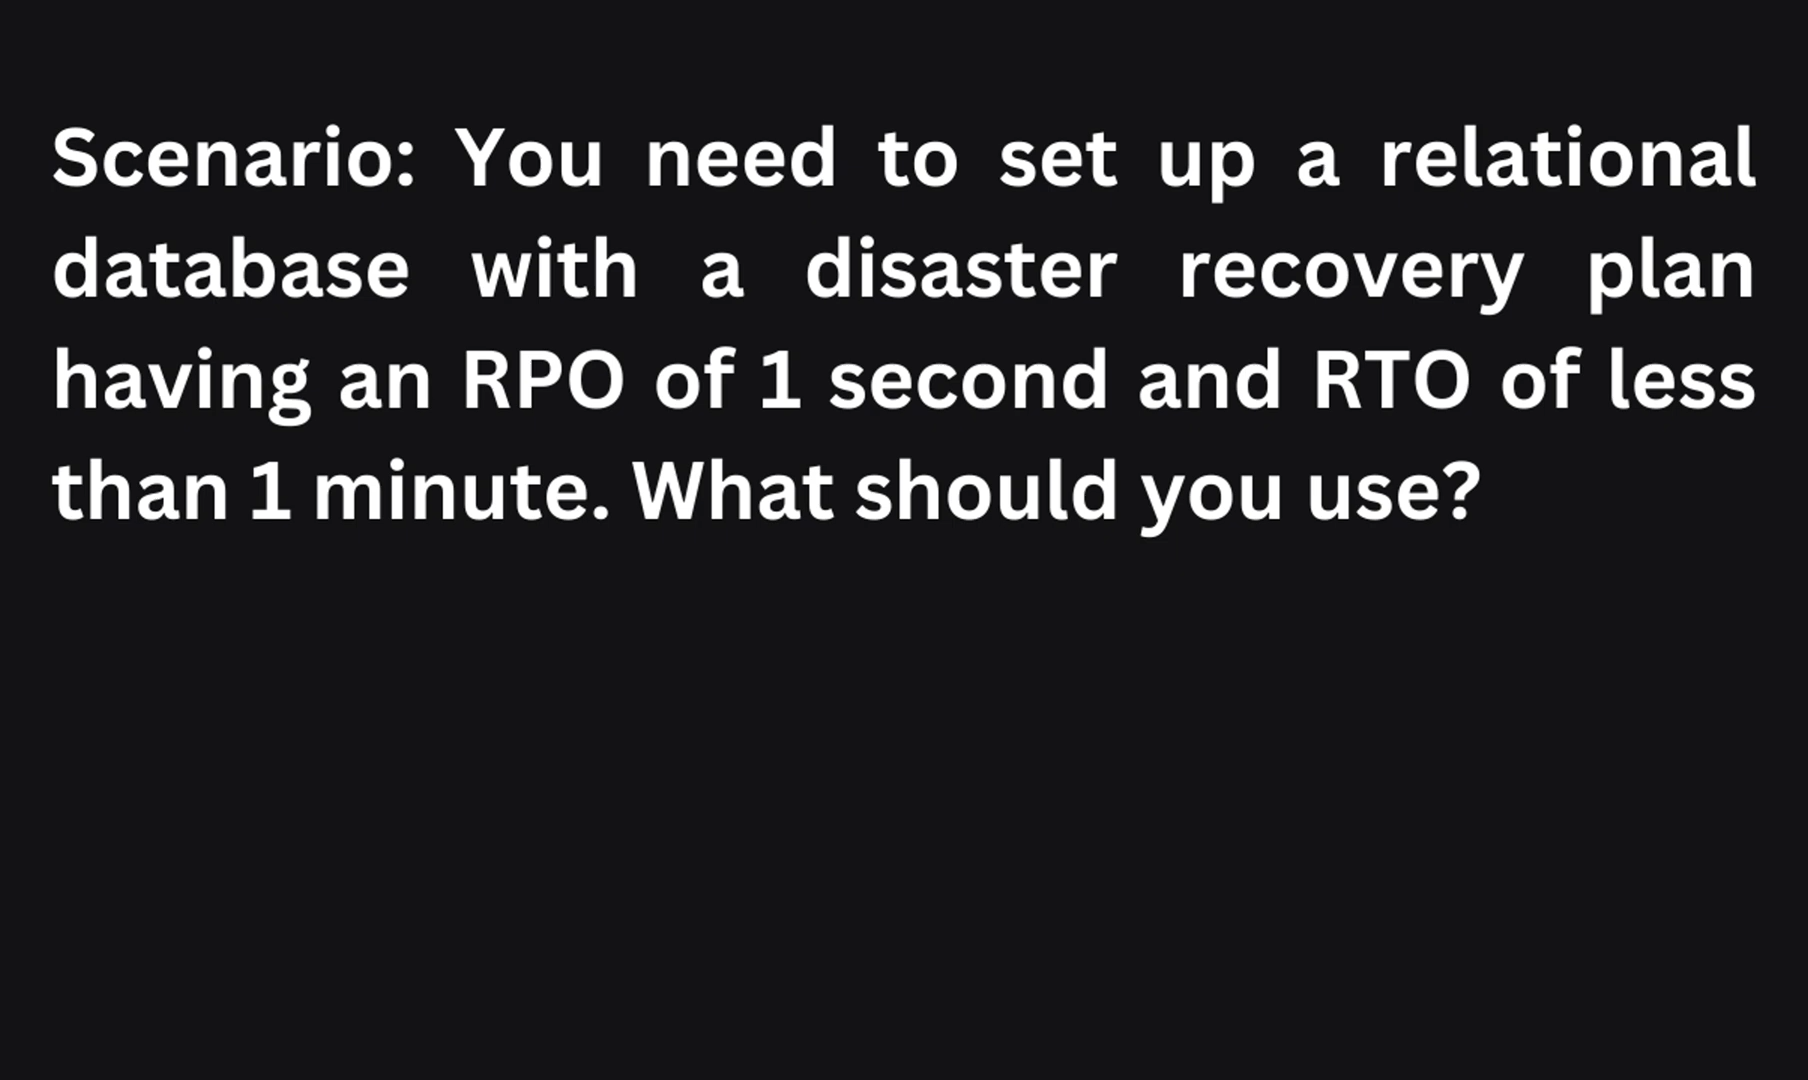 Scenario: You need to set up a relational
database with a disaster recovery plan
having an RPO of 1 second and RTO of less
than 1 minute. What should you use?